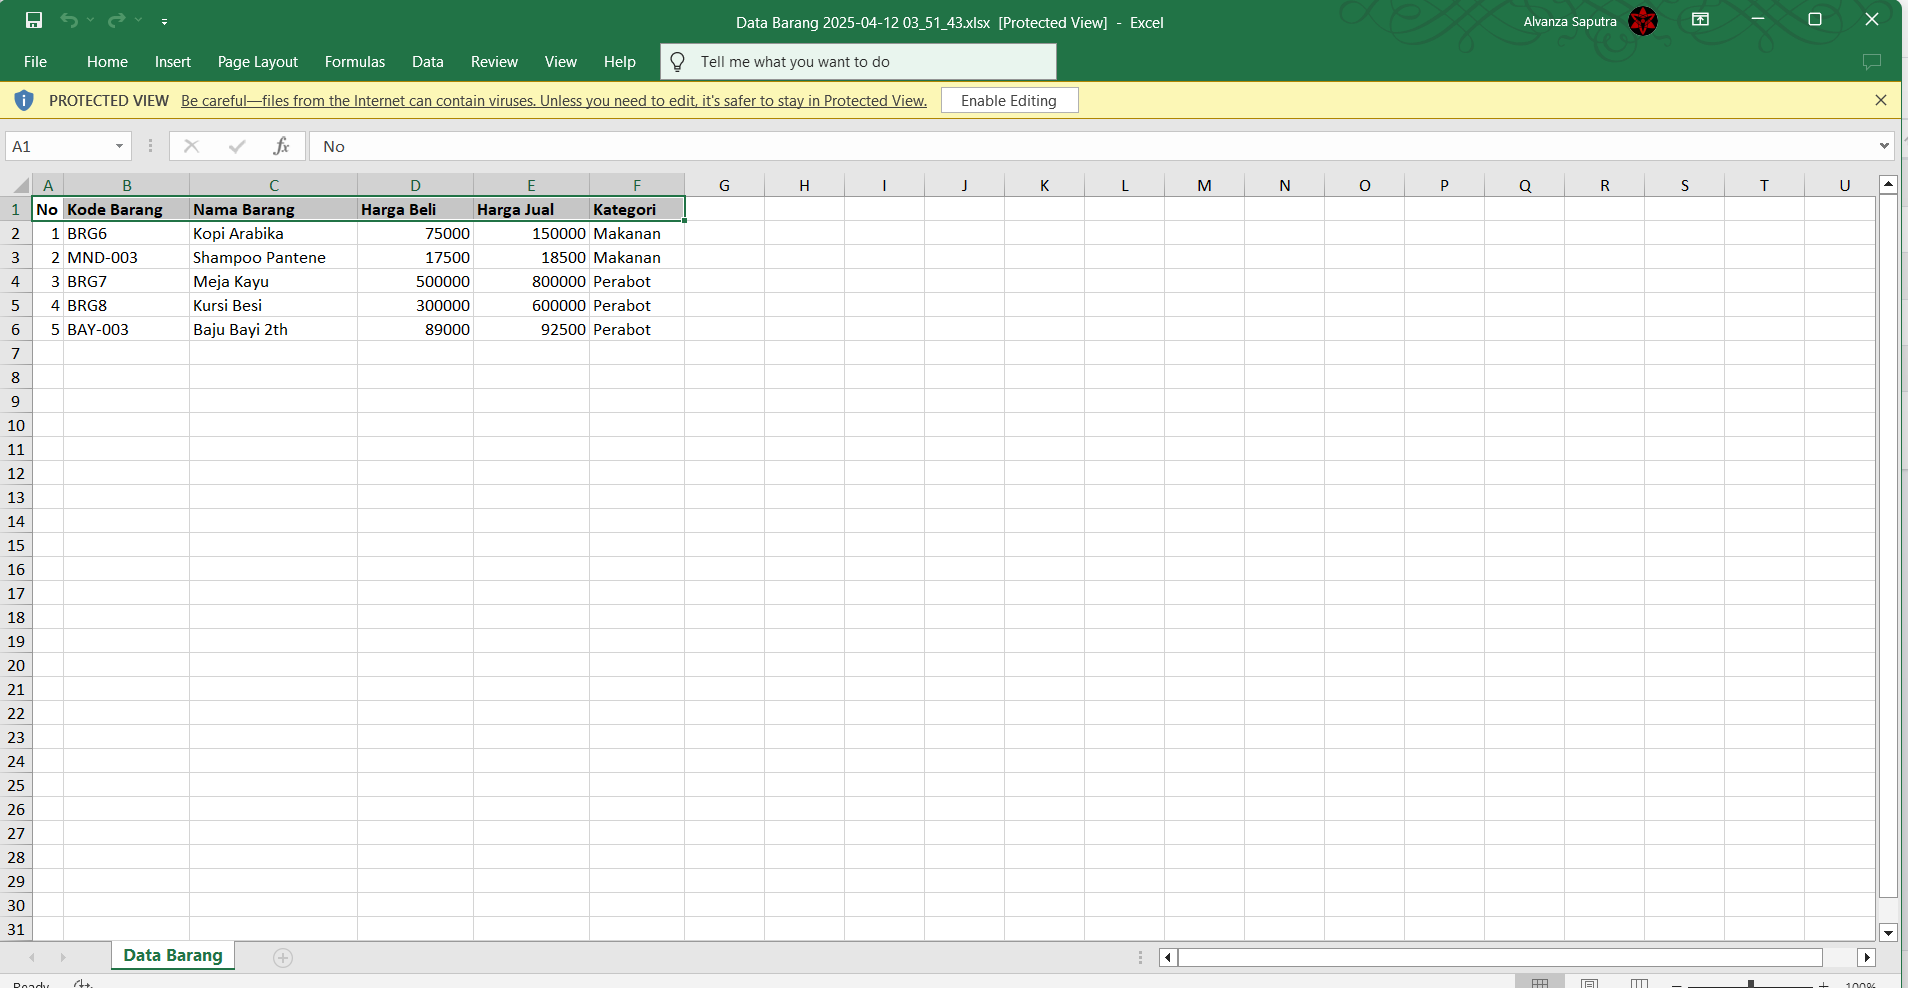 Data Barang 2025-04-12 03_51_43.xlsx [Protected View] - Excel
Alvanza Saputra
File Home Insert Page Layout Formulas Data Review View Help Tell me what you want to do
PROTECTED VIEW Be careful—files from the Internet can contain viruses. Unless you need to edit, it's safer to stay in Protected View. Enable Editing
A1 fx No
A B C D E F G H I J K L M N O P Q R S T U
1 No Kode Barang Nama Barang Harga Beli Harga Jual Kategori
2 1 BRG6 Kopi Arabika 75000 150000 Makanan
3 2 MND-003 Shampoo Pantene 17500 18500 Makanan
4 3 BRG7 Meja Kayu 500000 800000 Perabot
5 4 BRG8 Kursi Besi 300000 600000 Perabot
6 5 BAY-003 Baju Bayi 2th 89000 92500 Perabot
7
8
9
10
11
12
13
14
15
16
17
18
19
20
21
22
23
24
25
26
27
28
29
30
31
Data Barang
Ready 100%